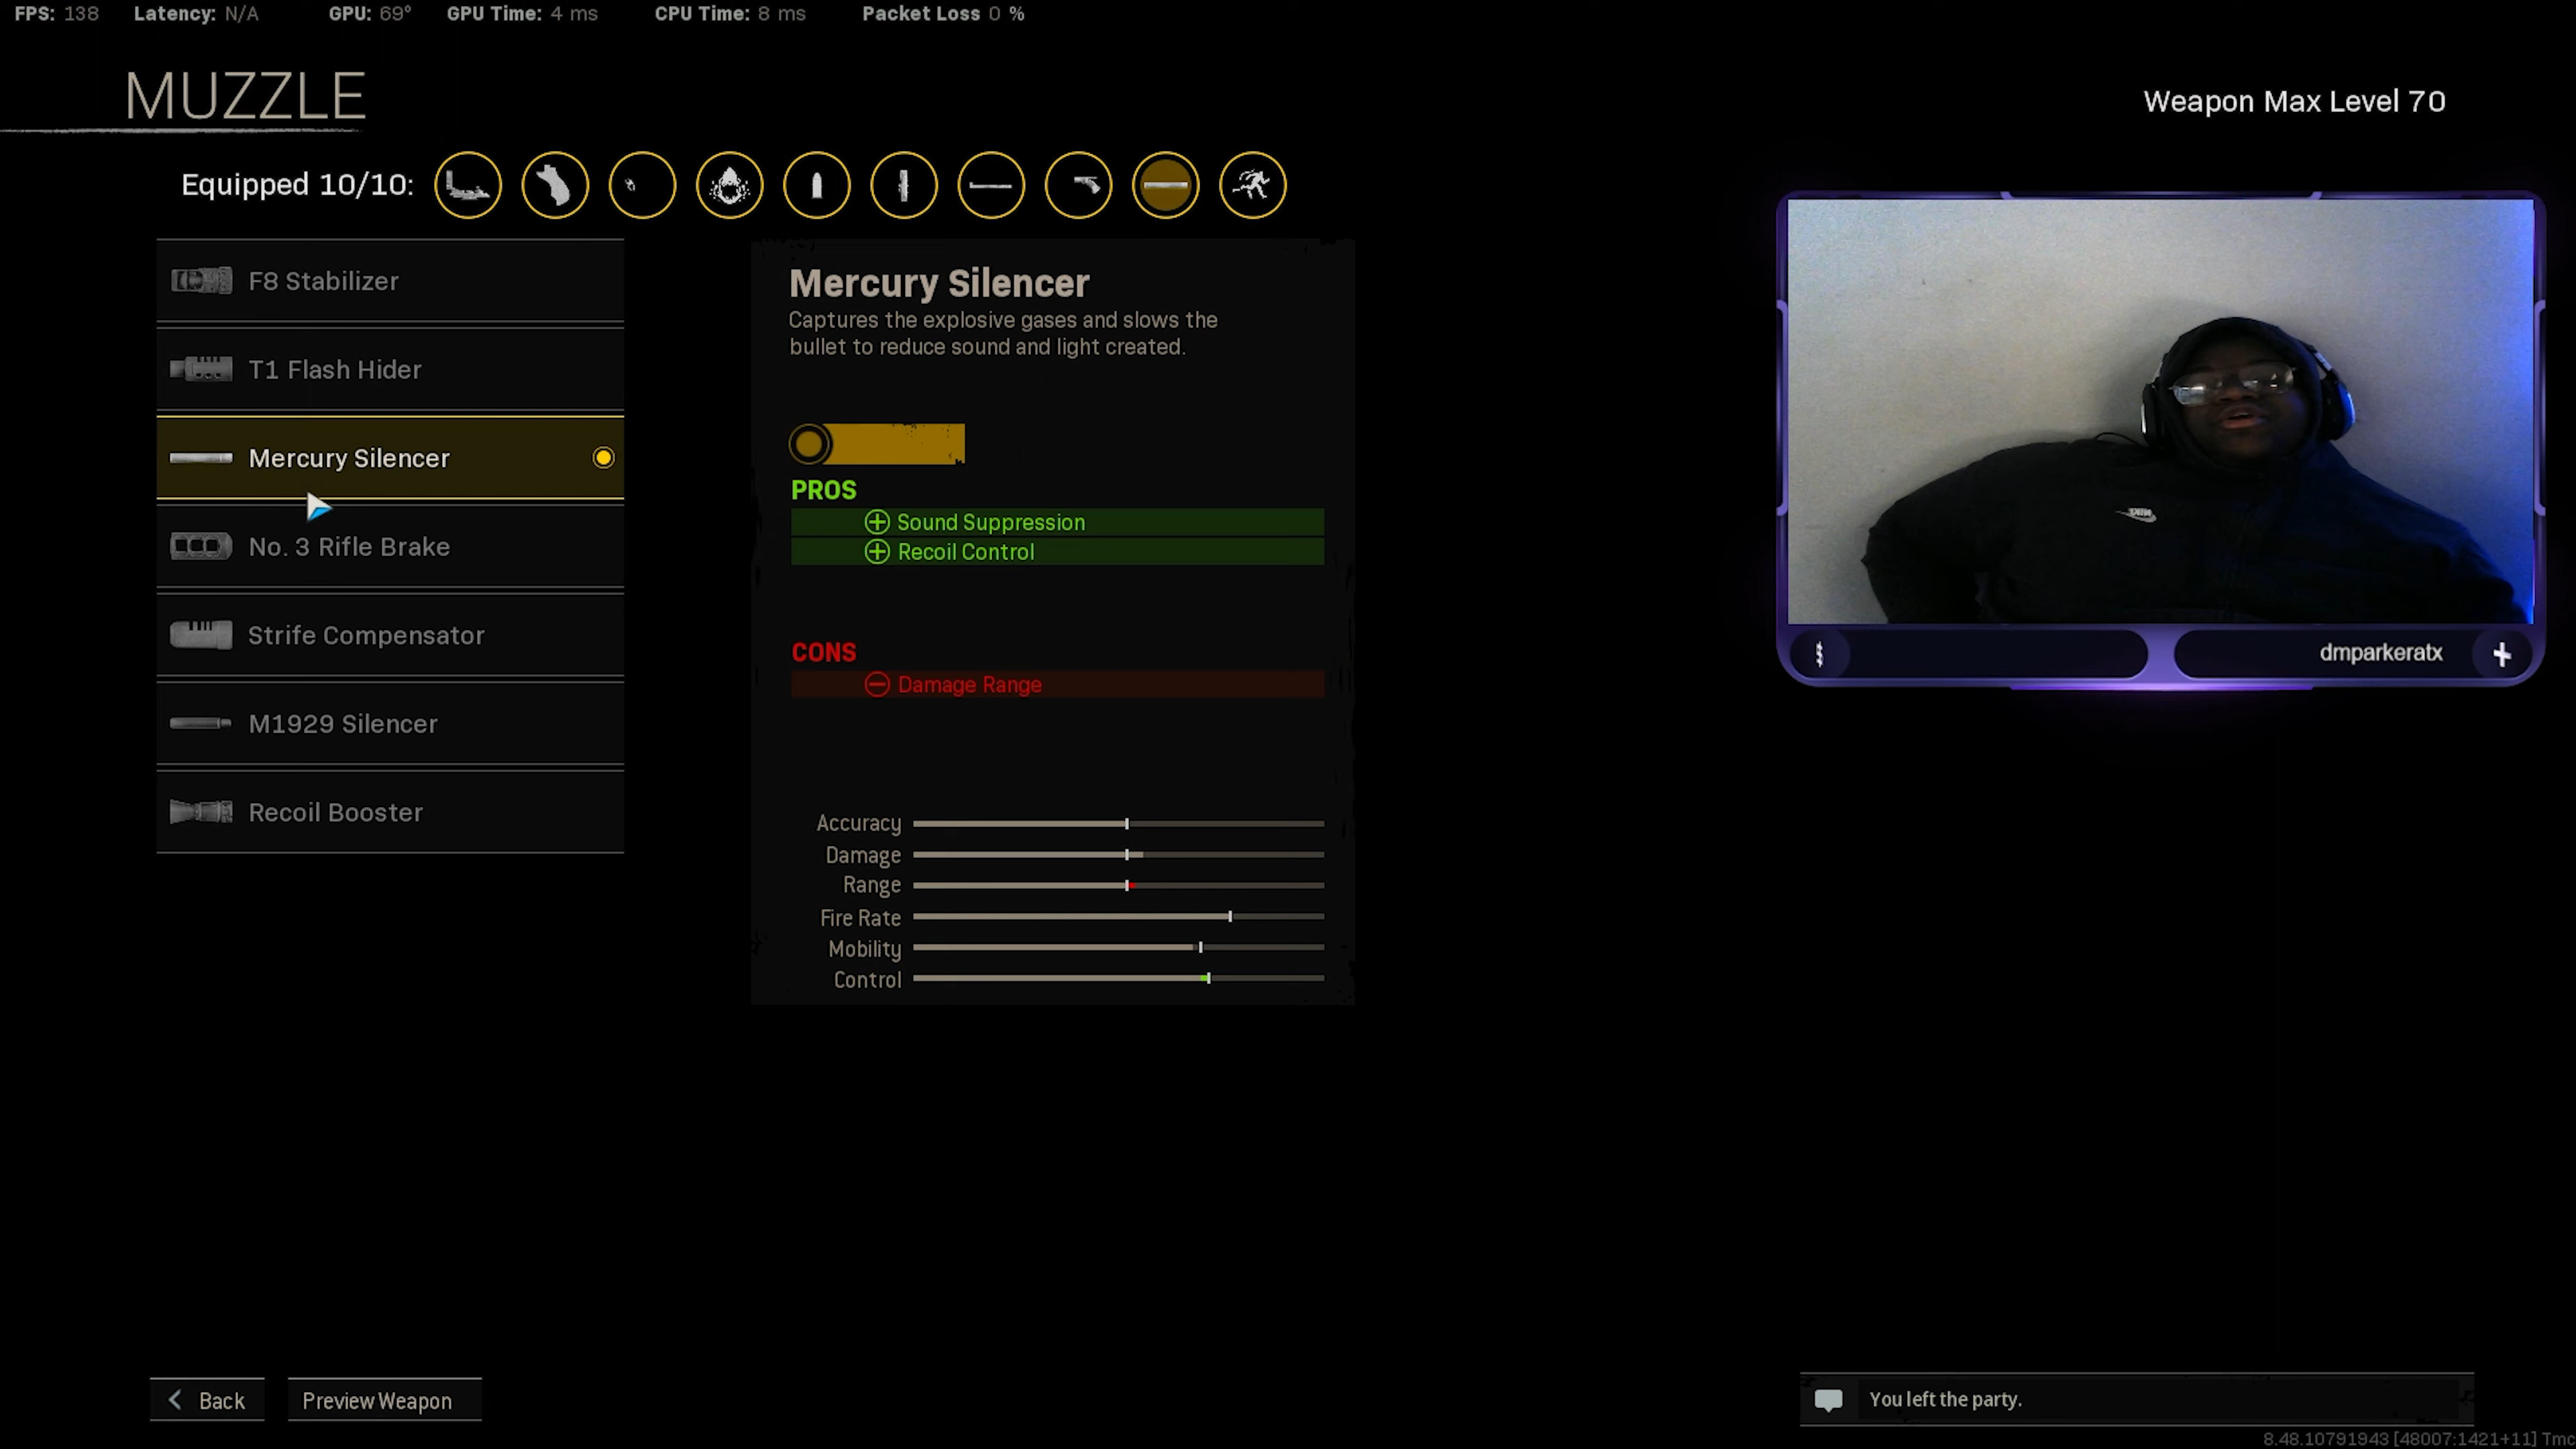 FPS: 138 Latency: N/A GPU: 69° GPU Time: 4 ms CPU Time: 8 ms Packet Loss 0 %
MUZZLE
Weapon Max Level 70
Equipped 10/10:
F8 Stabilizer
T1 Flash Hider
Mercury Silencer
No. 3 Rifle Brake
Strife Compensator
M1929 Silencer
Recoil Booster
Mercury Silencer
Captures the explosive gases and slows the
bullet to reduce sound and light created.
PROS
Sound Suppression
Recoil Control
CONS
Damage Range
Accuracy
Damage
Range
Fire Rate
Mobility
Control
dmparkeratx
Back
Preview Weapon
You left the party.
8.48.10791943 [48007:1421+11] Tmc